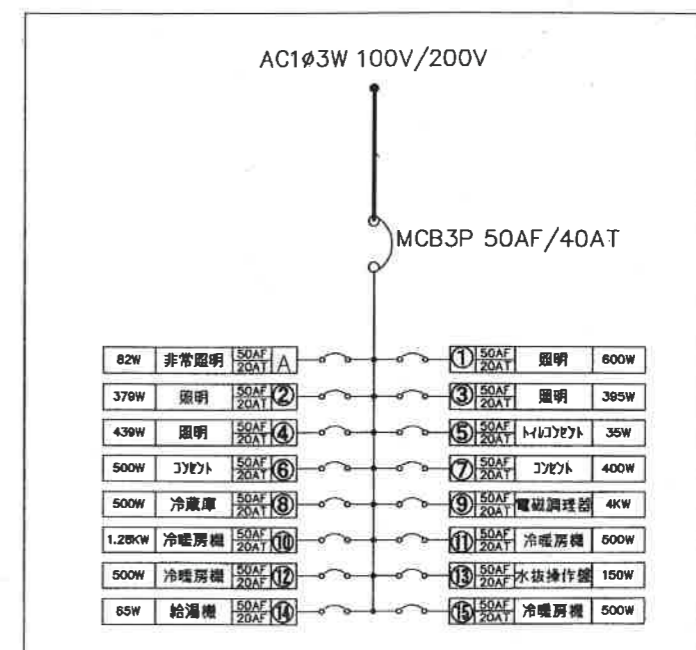 AC1φ3W 100V/200V
MCB3P 50AF/40AT
82W 非常照明 50AF 20AT A ① 50AF 20AT 照明 600W
379W 照明 50AF 20AT ② ③ 50AF 20AT 照明 395W
439W 照明 50AF 20AT ④ ⑤ 50AF 20AT トイレコンセント 35W
500W コンセント 50AF 20AT ⑥ ⑦ 50AF 20AT コンセント 400W
500W 冷蔵庫 50AF 20AT ⑧ ⑨ 50AF 20AT 電磁調理器 4KW
1.28KW 冷暖房機 50AF 20AT ⑩ ⑪ 50AF 20AT 冷暖房機 500W
500W 冷暖房機 50AF 20AF ⑫ ⑬ 50AF 20AF 水抜操作盤 150W
65W 給湯機 50AF 20AF ⑭ ⑮ 50AF 20AT 冷暖房機 500W